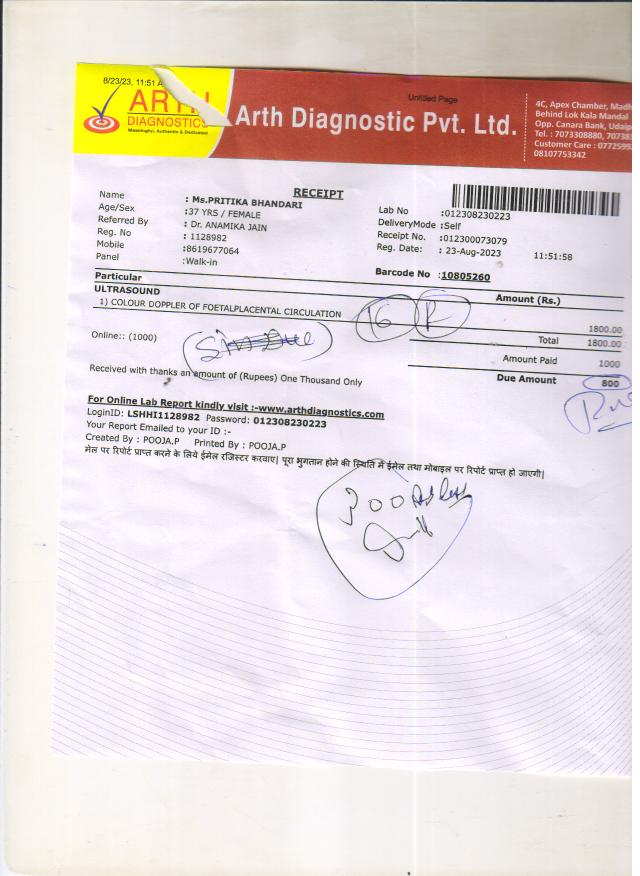 8/23/23, 11:51 A
Untitled Page
ARTH
DIAGNOSTICS
Meaningful, Authentic & Dedicated
Arth Diagnostic Pvt. Ltd.
4C, Apex Chamber, Madh
Behind Lok Kala Mandal
Opp. Canara Bank, Udaip
Tel. : 7073308880, 70738
Customer Care : 0772599
08107753342
RECEIPT
Name : Ms.PRITIKA BHANDARI
Age/Sex :37 YRS / FEMALE
Referred By : Dr. ANAMIKA JAIN
Reg. No : 1128982
Mobile :8619677064
Panel :Walk-in
Lab No :012308230223
DeliveryMode :Self
Receipt No. :012300073079
Reg. Date: : 23-Aug-2023 11:51:58
Barcode No :10805260
Particular Amount (Rs.)
ULTRASOUND
1) COLOUR DOPPLER OF FOETALPLACENTAL CIRCULATION 1800.00
16 R
Total 1800.00
Online:: (1000)
Amount Paid 1000
Received with thanks an amount of (Rupees) One Thousand Only
Due Amount 800
For Online Lab Report kindly visit :-www.arthdiagnostics.com
LoginID: LSHHI1128982 Password: 012308230223
Your Report Emailed to your ID :-
Created By : POOJA.P Printed By : POOJA.P
मेल पर रिपोर्ट प्राप्त करने के लिये ईमेल रजिस्टर करवाए। पूरा भुगतान होने की स्थिति में ईमेल तथा मोबाइल पर रिपोर्ट प्राप्त हो जाएगी।
300